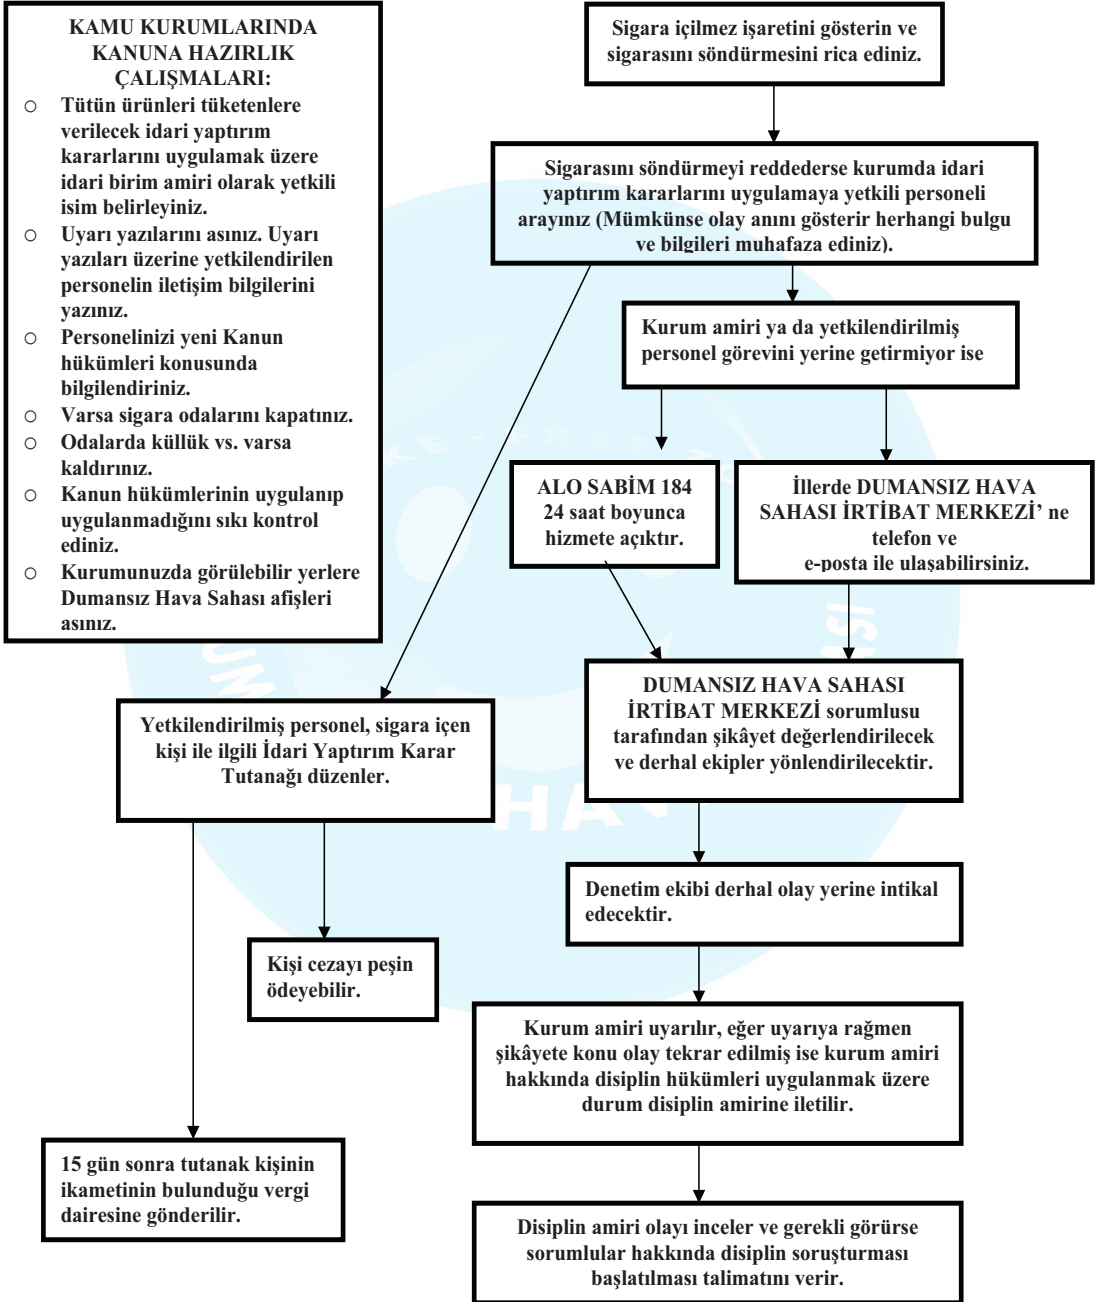 KAMU KURUMLARINDA
KANUNA HAZIRLIK
ÇALIŞMALARI:
○ Tütün ürünleri tüketenlere
verilecek idari yaptırım
kararlarını uygulamak üzere
idari birim amiri olarak yetkili
isim belirleyiniz.
○ Uyarı yazılarını asınız. Uyarı
yazıları üzerine yetkilendirilen
personelin iletişim bilgilerini
yazınız.
○ Personelinizi yeni Kanun
hükümleri konusunda
bilgilendiriniz.
○ Varsa sigara odalarını kapatınız.
○ Odalarda küllük vs. varsa
kaldırınız.
○ Kanun hükümlerinin uygulanıp
uygulanmadığını sıkı kontrol
ediniz.
○ Kurumunuzda görülebilir yerlere
Dumansız Hava Sahası afişleri
asınız.
Sigara içilmez işaretini gösterin ve
sigarasını söndürmesini rica ediniz.
Sigarasını söndürmeyi reddederse kurumda idari
yaptırım kararlarını uygulamaya yetkili personeli
arayınız (Mümkünse olay anını gösterir herhangi bulgu
ve bilgileri muhafaza ediniz).
Kurum amiri ya da yetkilendirilmiş
personel görevini yerine getirmiyor ise
ALO SABİM 184
24 saat boyunca
hizmete açıktır.
İllerde DUMANSIZ HAVA
SAHASI İRTİBAT MERKEZİ’ ne
telefon ve
e-posta ile ulaşabilirsiniz.
DUMANSIZ HAVA SAHASI
İRTİBAT MERKEZİ sorumlusu
tarafından şikâyet değerlendirilecek
ve derhal ekipler yönlendirilecektir.
Yetkilendirilmiş personel, sigara içen
kişi ile ilgili İdari Yaptırım Karar
Tutanağı düzenler.
Denetim ekibi derhal olay yerine intikal
edecektir.
Kişi cezayı peşin
ödeyebilir.
Kurum amiri uyarılır, eğer uyarıya rağmen
şikâyete konu olay tekrar edilmiş ise kurum amiri
hakkında disiplin hükümleri uygulanmak üzere
durum disiplin amirine iletilir.
15 gün sonra tutanak kişinin
ikametinin bulunduğu vergi
dairesine gönderilir.
Disiplin amiri olayı inceler ve gerekli görürse
sorumlular hakkında disiplin soruşturması
başlatılması talimatını verir.